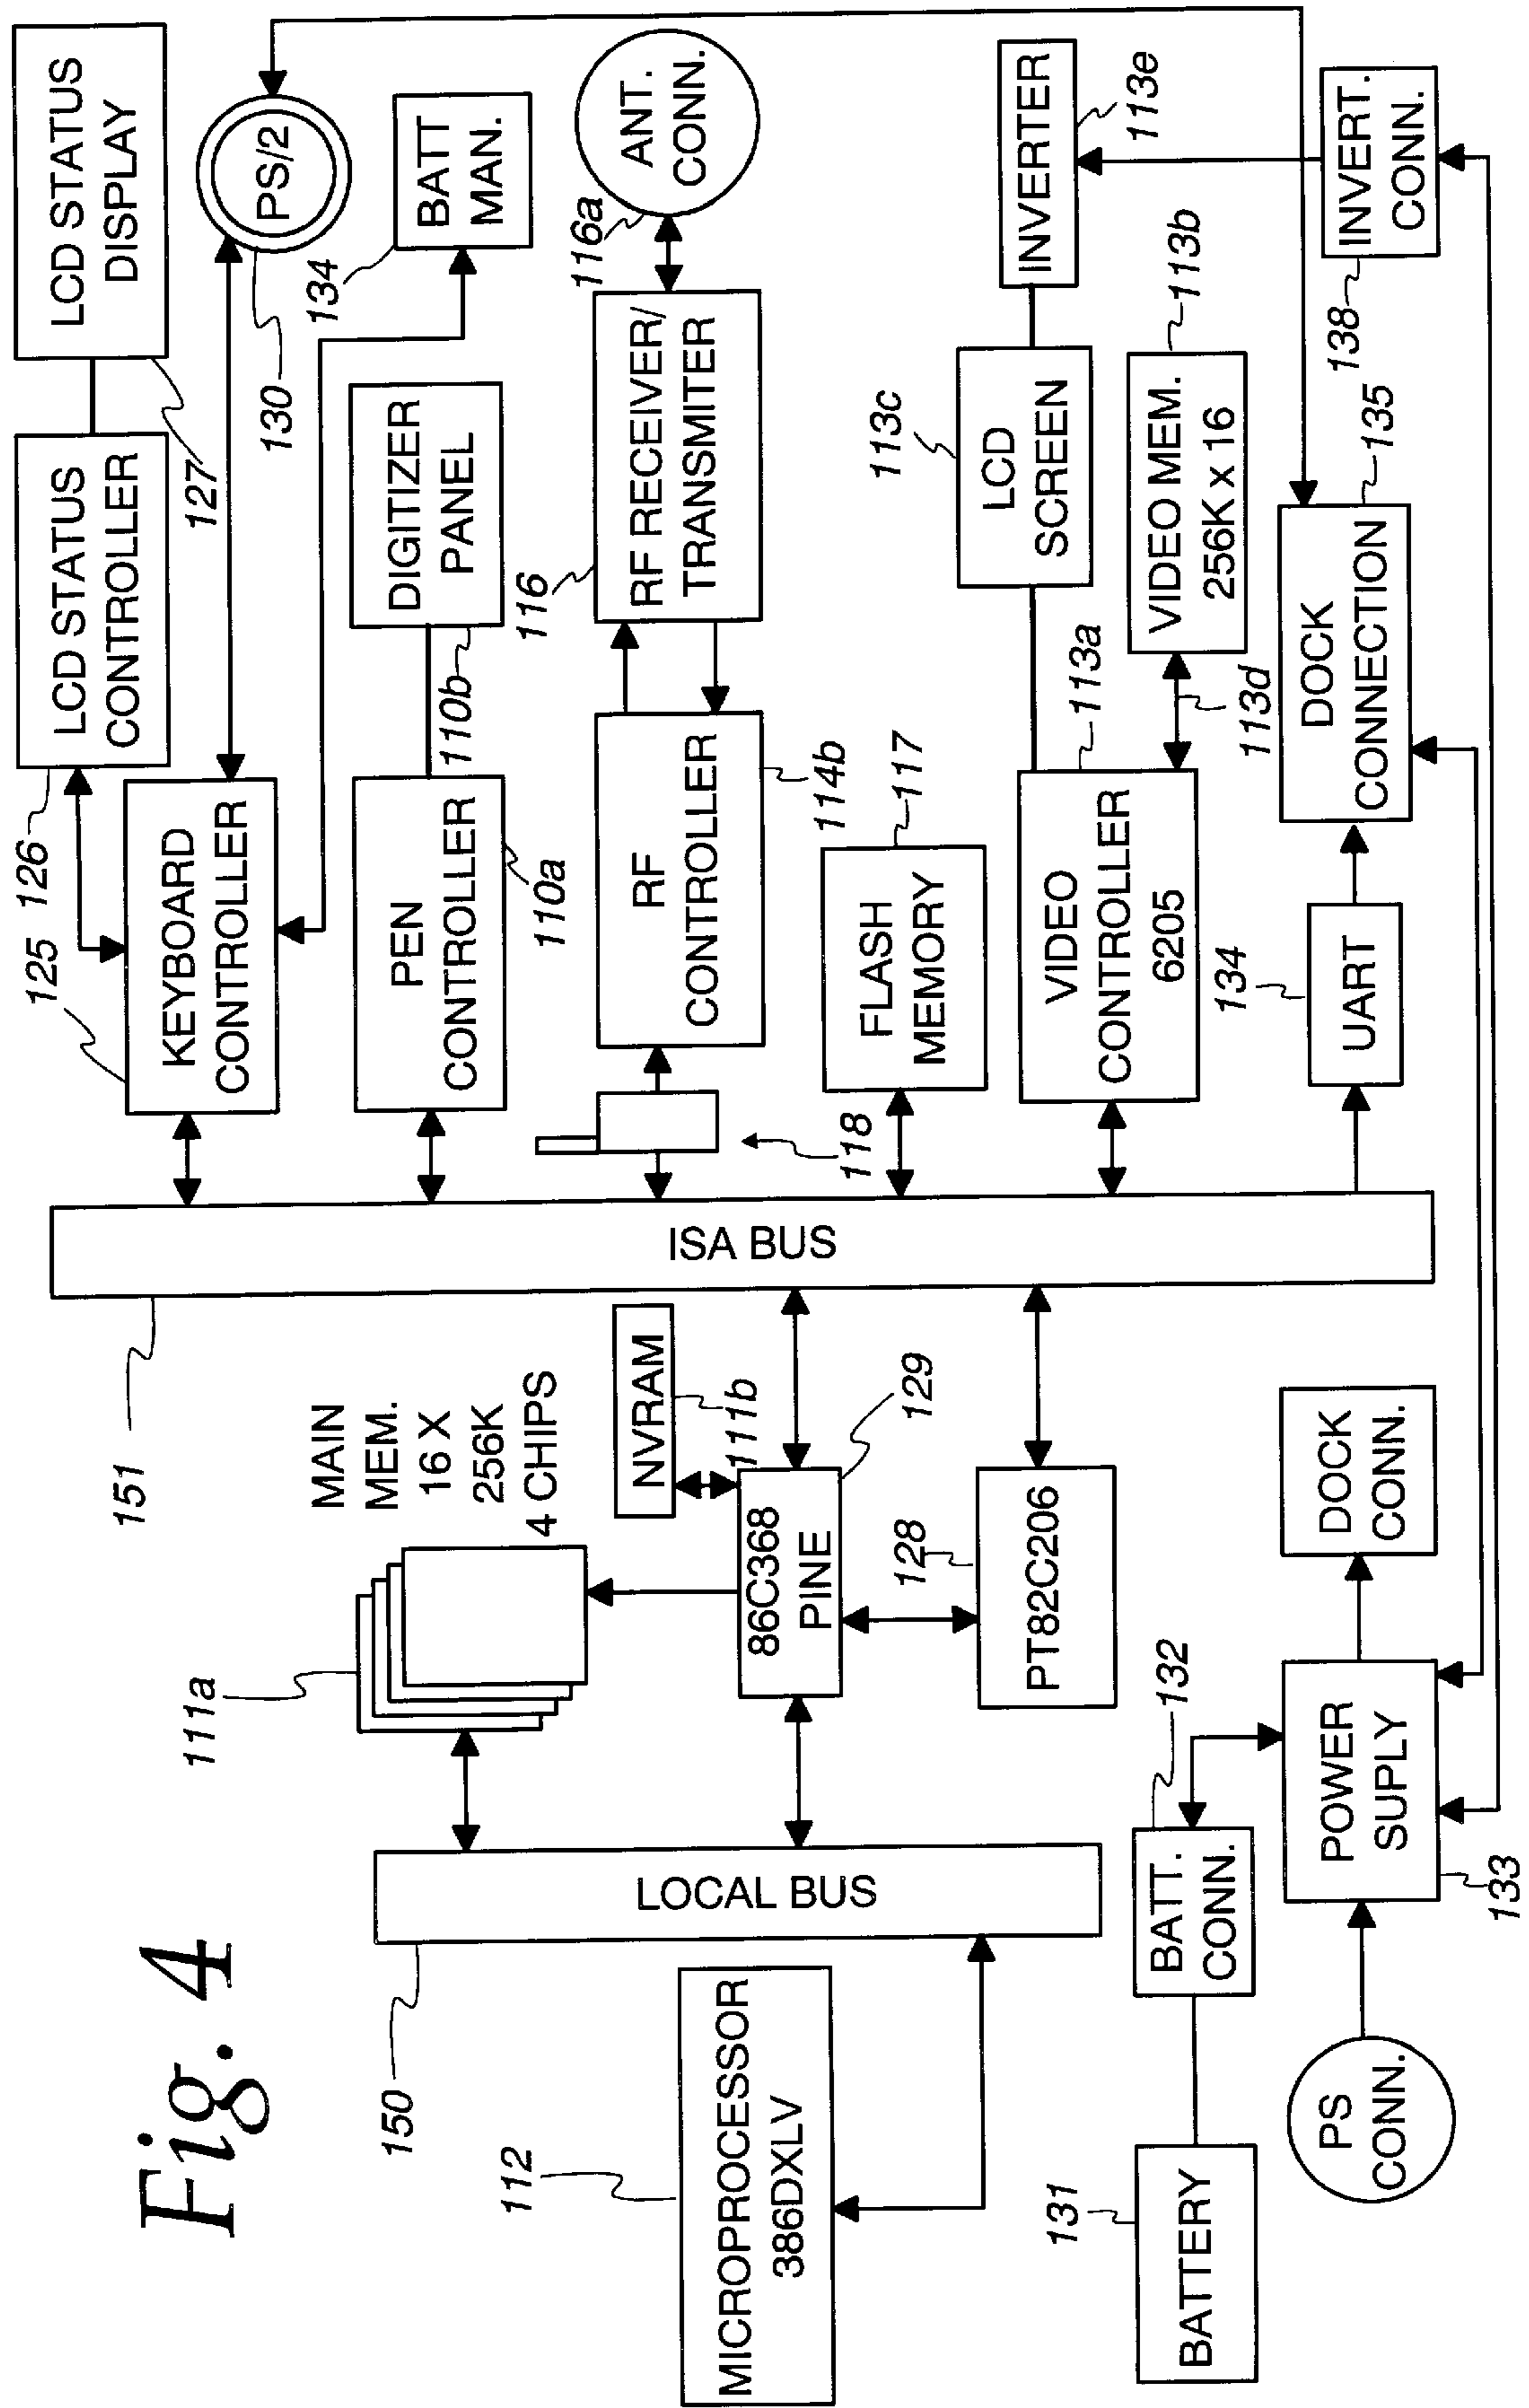 Fig. 4
LCD STATUS
DISPLAY
127
LCD STATUS
CONTROLLER
126
PS/2
130
KEYBOARD
CONTROLLER
125
BATT
MAN.
134
DIGITIZER
PANEL
110b
PEN
CONTROLLER
110a
ANT.
CONN.
116a
RF RECEIVER/
TRANSMITER
116
RF
CONTROLLER
114b
118
FLASH
MEMORY
117
INVERTER
113e
LCD
SCREEN
113c
VIDEO MEM.
256K x 16
113b
113d
VIDEO
CONTROLLER
6205
113a
INVERT.
CONN.
138
DOCK
CONNECTION
135
UART
134
ISA BUS
151
MAIN
MEM.
16 X
256K
4 CHIPS
111a
NVRAM
111b
86C368
PINE
129
PT82C206
128
LOCAL BUS
150
MICROPROCESSOR
386DXLV
112
DOCK
CONN.
POWER
SUPPLY
133
BATT.
CONN.
132
BATTERY
131
PS
CONN.